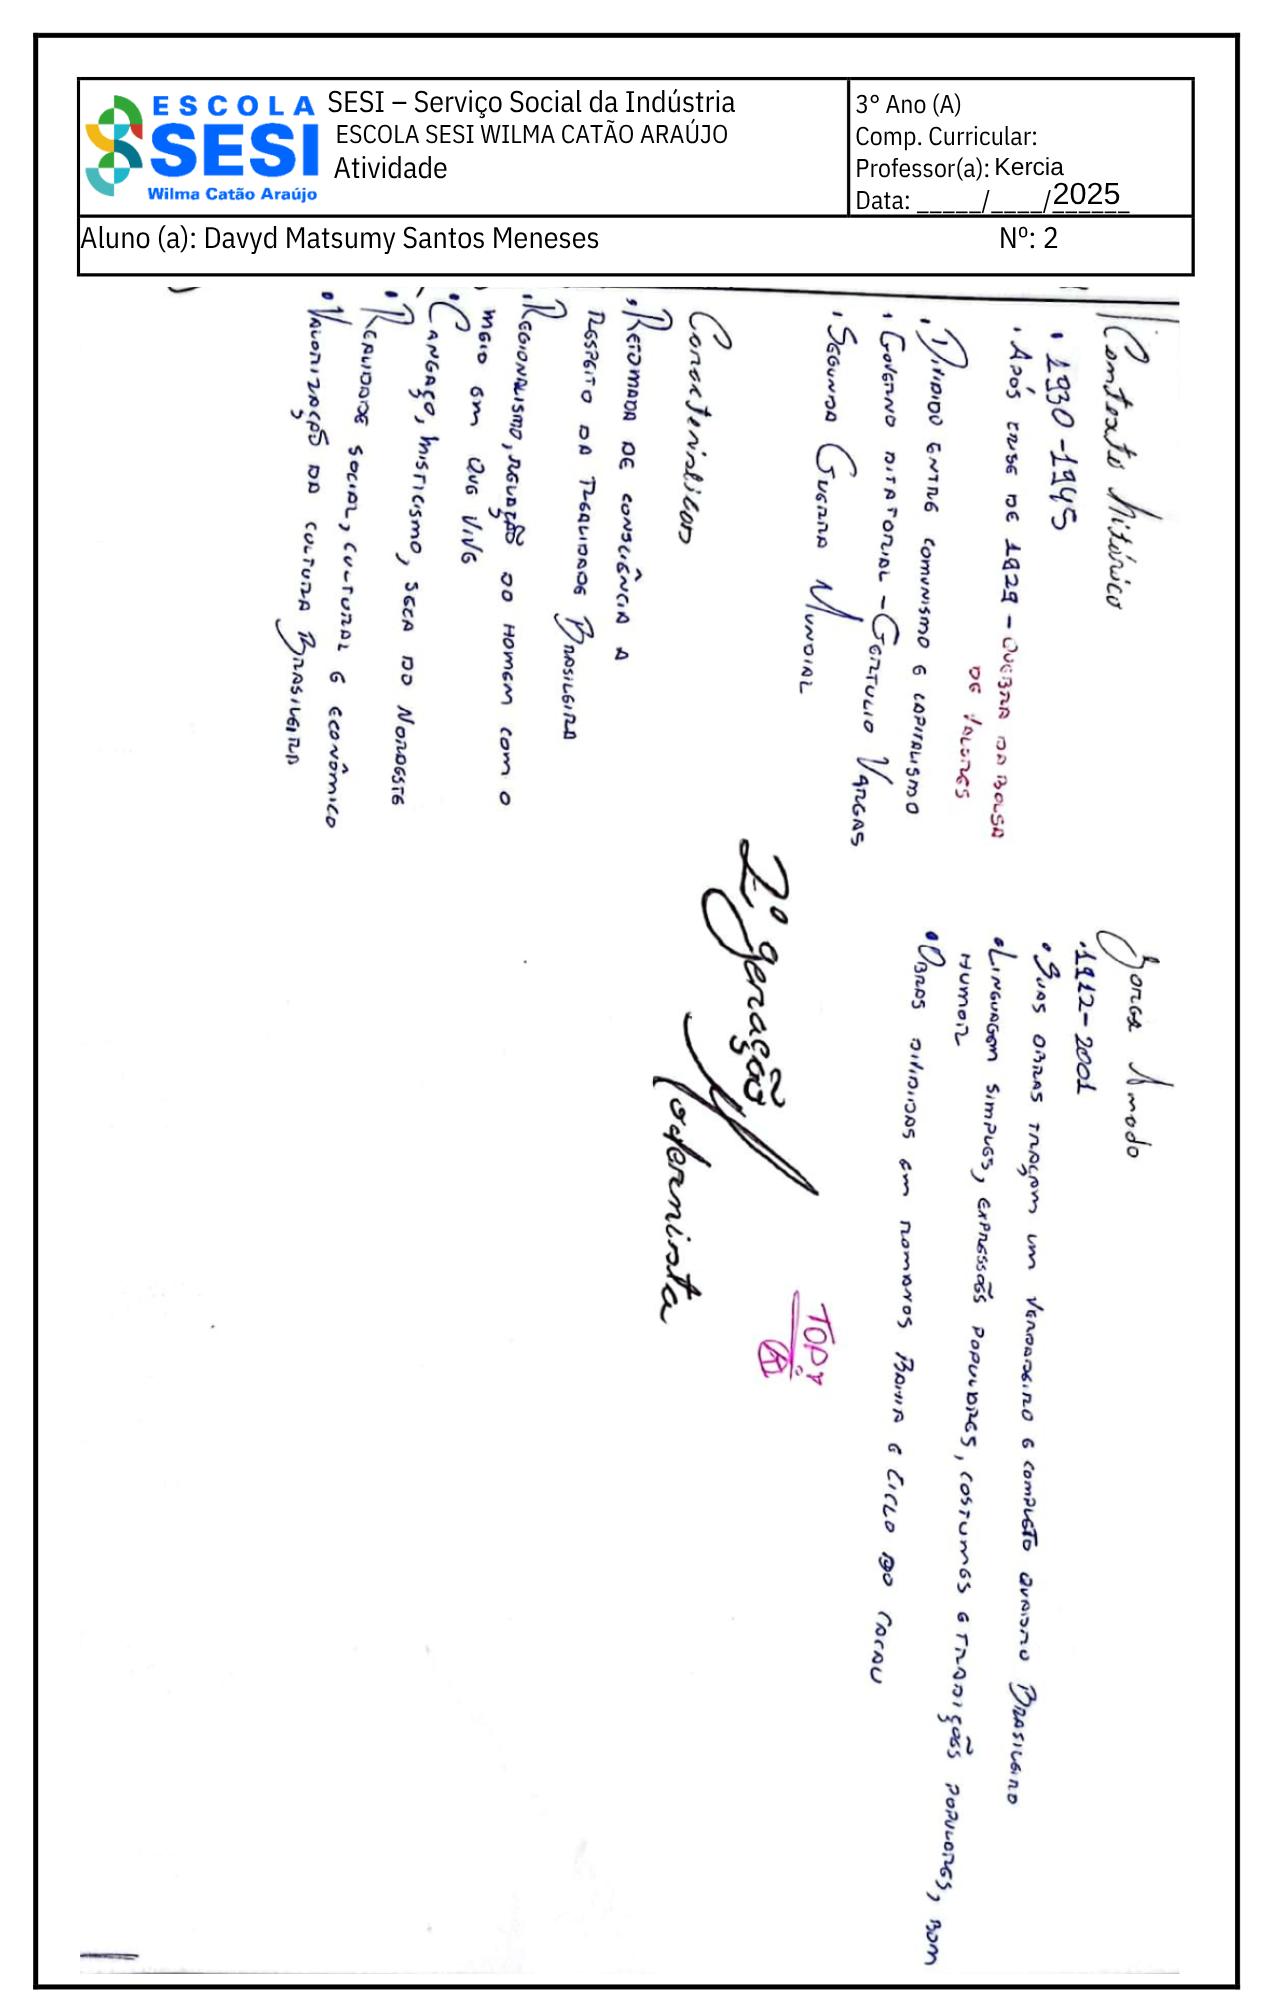 ESCOLA
SESI
Wilma Catão Araújo
SESI – Serviço Social da Indústria
ESCOLA SESI WILMA CATÃO ARAÚJO
Atividade
3° Ano (A)
Comp. Curricular:
Professor(a): Kercia
Data: _____/____/2025
Aluno (a): Davyd Matsumy Santos Meneses Nº: 2
Contexto histórico
• 1930-1945
• Após crise de 1929 - Quebra da bolsa
de valores
• Dividido entre comunismo e capitalismo
• Governo ditatorial - Gertulio Vargas
• Segunda Guerra Mundial
Características
• Retomada de consciência a
respeito da realidade Brasileira
• Regionalismo, relação do homem com o
meio em que vive
• Cangaço, misticismo, seca do Nordeste
• Realidade social, cultural e econômico
• Valorização da cultura Brasileira
2° geração
Modernista
Jorge Amado
• 1912-2001
• Suas obras traçam um verdadeiro e completo quadro Brasileiro
• Linguagem simples, expressões populares, costumes e tradições populares, bom
humor
• Obras divididas em romances Bahia e Ciclo do cacau
TOP